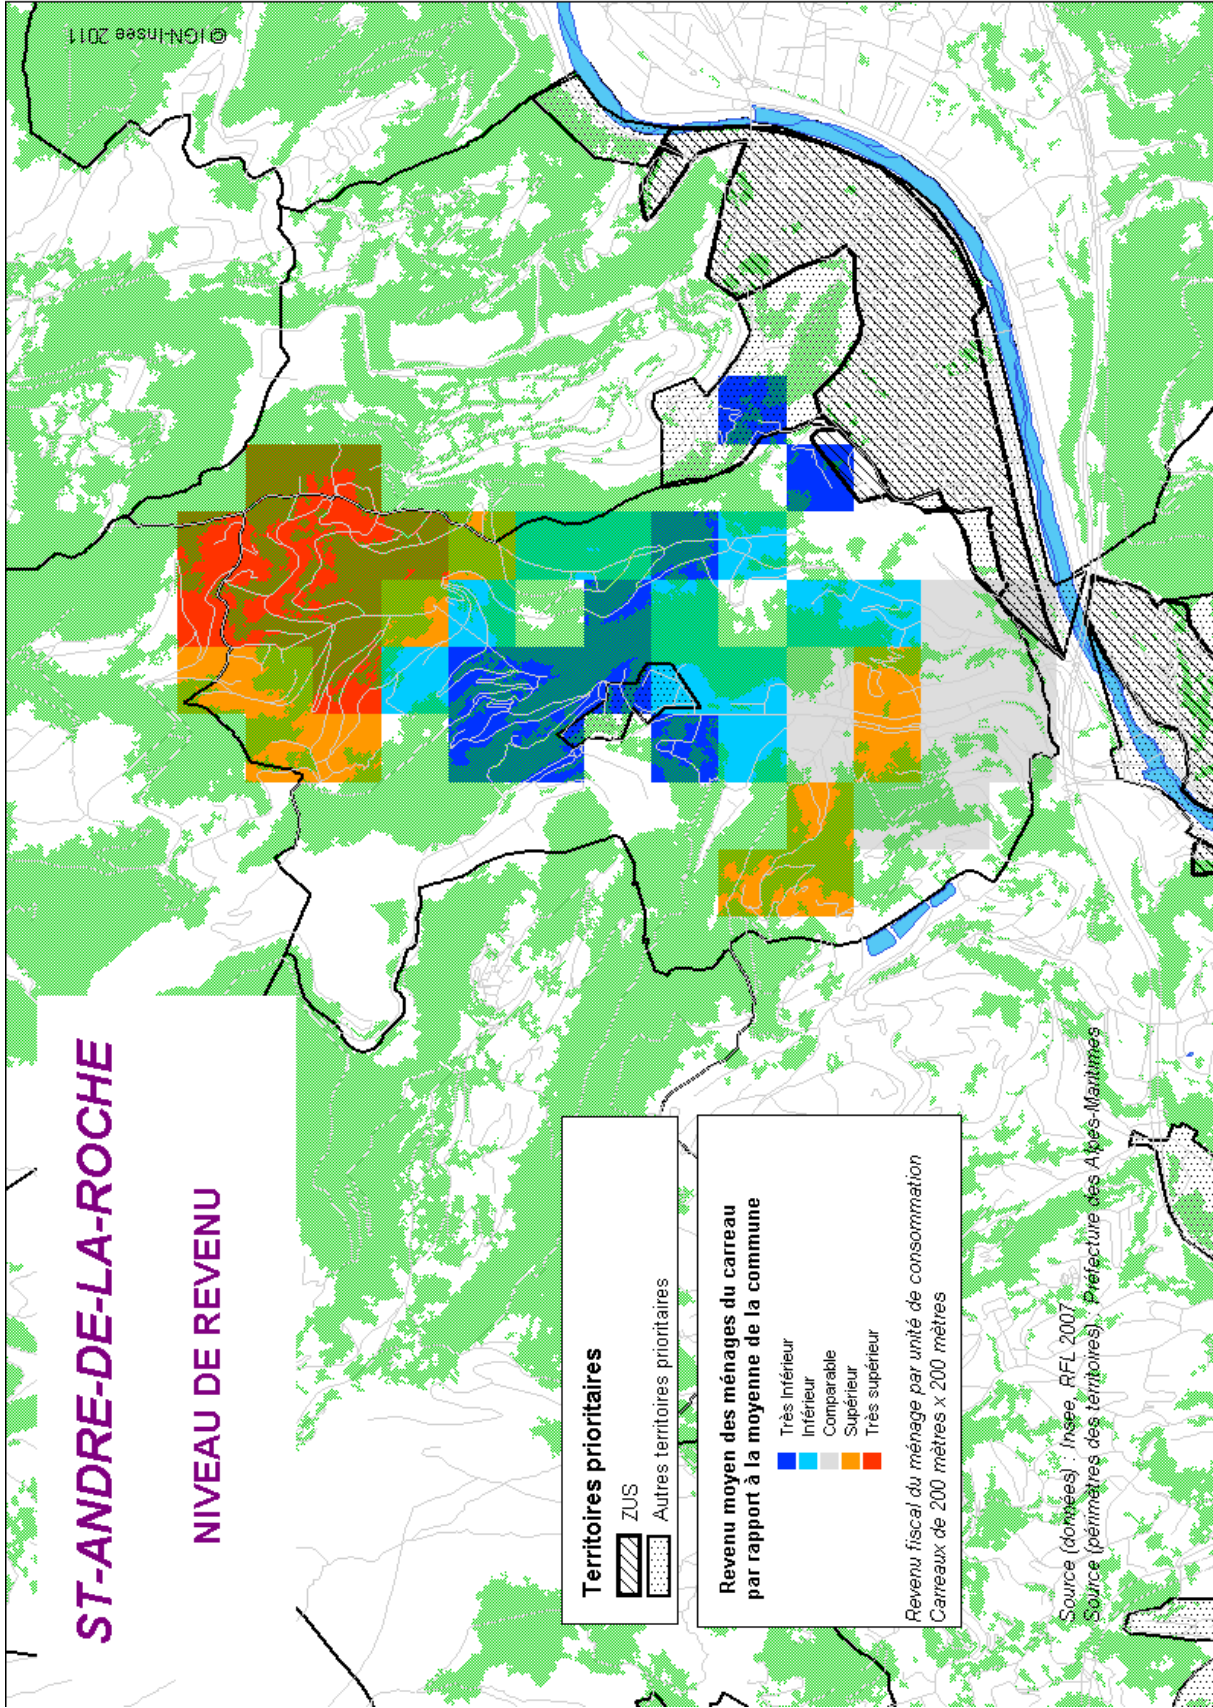 ST-ANDRE-DE-LA-ROCHE
NIVEAU DE REVENU
©IGN-Insee 2011
Territoires prioritaires
ZUS
Autres territoires prioritaires
Revenu moyen des ménages du carreau
par rapport à la moyenne de la commune
Très Inférieur
Inférieur
Comparable
Supérieur
Très supérieur
Revenu fiscal du ménage par unité de consommation
Carreaux de 200 mètres x 200 mètres
Source (données) : Insee, RFL 2007
Source (périmètres des territoires) : Préfecture des Alpes-Maritimes